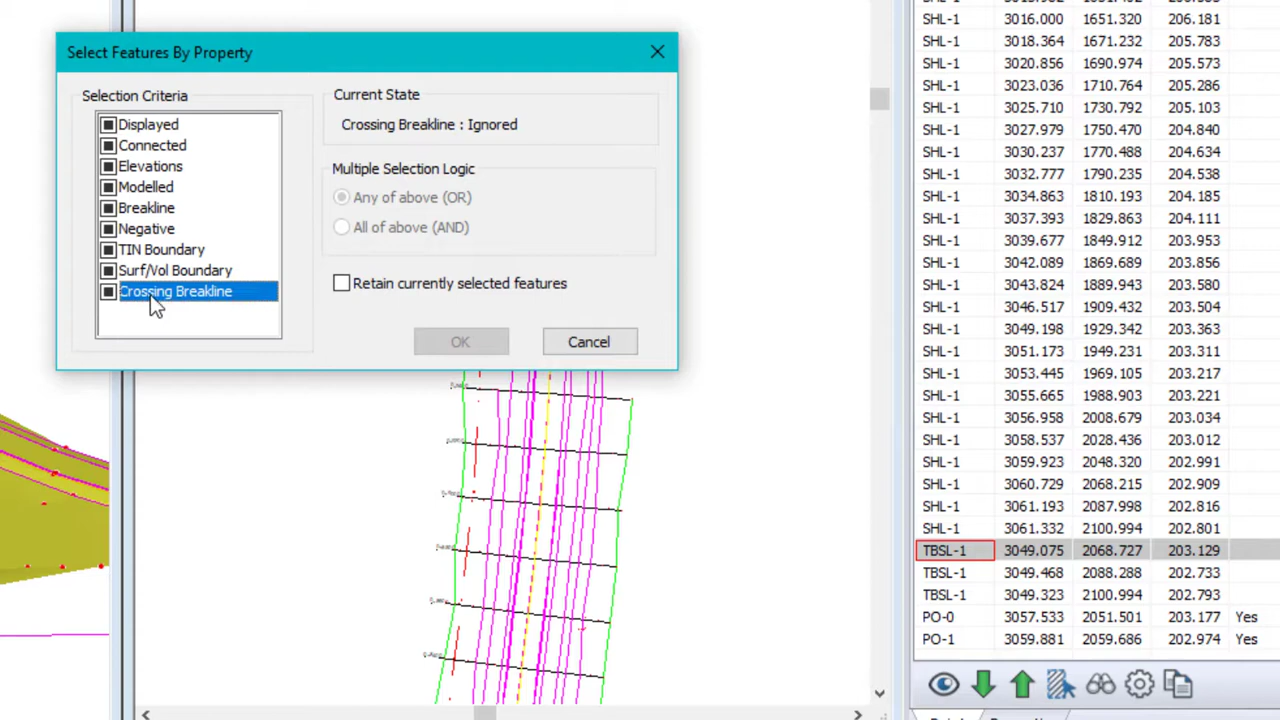 Select Features By Property
Selection Criteria
Displayed
Connected
Elevations
Modelled
Breakline
Negative
TIN Boundary
Surf/Vol Boundary
Crossing Breakline
Current State
Crossing Breakline : Ignored
Multiple Selection Logic
Any of above (OR)
All of above (AND)
Retain currently selected features
OK
Cancel
SHL-1 3016.000 1651.320 206.181
SHL-1 3018.364 1671.232 205.783
SHL-1 3020.856 1690.974 205.573
SHL-1 3023.036 1710.764 205.286
SHL-1 3025.710 1730.792 205.103
SHL-1 3027.979 1750.470 204.840
SHL-1 3030.237 1770.488 204.634
SHL-1 3032.777 1790.235 204.538
SHL-1 3034.863 1810.193 204.185
SHL-1 3037.393 1829.863 204.111
SHL-1 3039.667 1849.912 203.953
SHL-1 3042.089 1869.689 203.856
SHL-1 3043.824 1889.943 203.580
SHL-1 3046.517 1909.432 203.504
SHL-1 3049.198 1929.342 203.363
SHL-1 3051.173 1949.231 203.311
SHL-1 3053.445 1969.105 203.217
SHL-1 3055.665 1988.903 203.221
SHL-1 3056.958 2008.679 203.034
SHL-1 3058.537 2028.436 203.012
SHL-1 3059.923 2048.320 202.991
SHL-1 3060.729 2068.215 202.909
SHL-1 3061.193 2087.998 202.816
SHL-1 3061.332 2100.994 202.801
TBSL-1 3049.075 2068.727 203.129
TBSL-1 3049.468 2088.288 202.733
TBSL-1 3049.323 2100.994 202.793
PO-0 3057.533 2051.501 203.177 Yes
PO-1 3059.881 2059.686 202.974 Yes